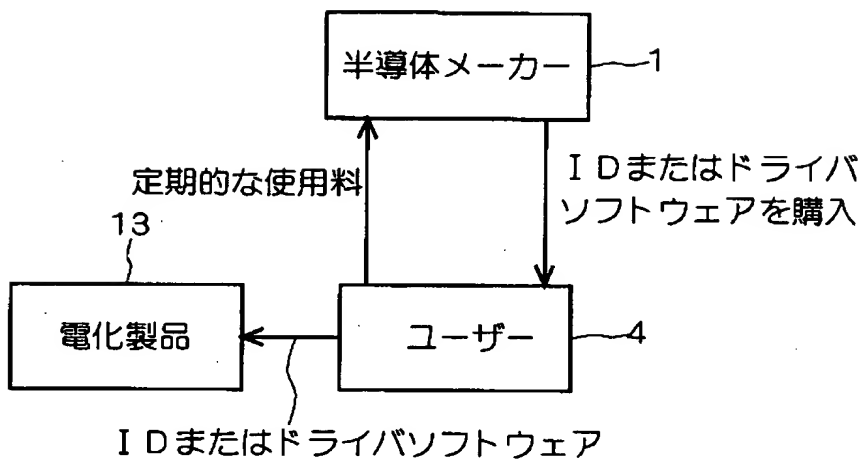 半導体メーカー
1
定期的な使用料
IDまたはドライバ
ソフトウェアを購入
13
電化製品
ユーザー
4
IDまたはドライバソフトウェア